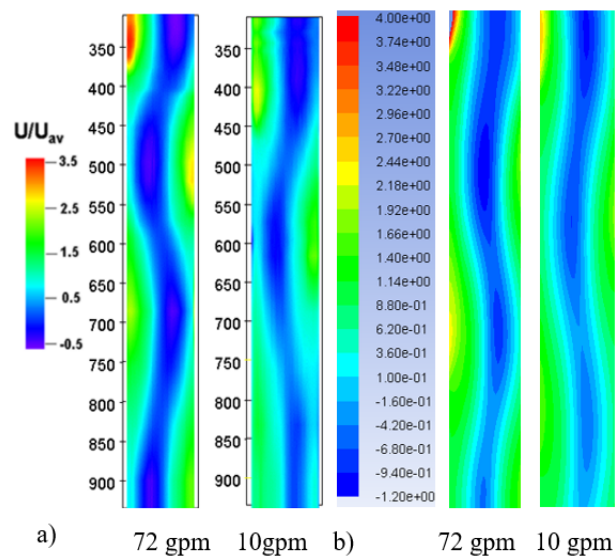 U/Uav
3.5
2.5
1.5
0.5
-0.5
350
400
450
500
550
600
650
700
750
800
850
900
350
400
450
500
550
600
650
700
750
800
850
900
4.00e+00
3.74e+00
3.48e+00
3.22e+00
2.96e+00
2.70e+00
2.44e+00
2.18e+00
1.92e+00
1.66e+00
1.40e+00
1.14e+00
8.80e-01
6.20e-01
3.60e-01
1.00e-01
-1.60e-01
-4.20e-01
-6.80e-01
-9.40e-01
-1.20e+00
a) 72 gpm 10gpm b) 72 gpm 10 gpm